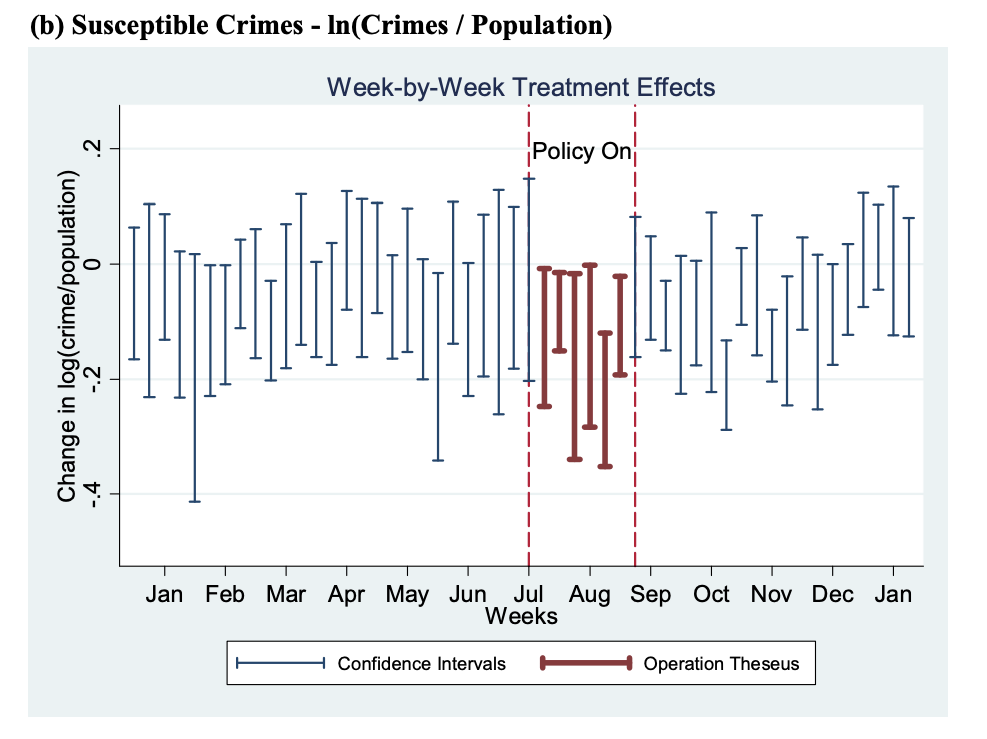 (b) Susceptible Crimes - ln(Crimes / Population)
Week-by-Week Treatment Effects
Policy On
Change in log(crime/population)
.2
0
-.2
-.4
Jan Feb Mar Apr May Jun Jul Aug Sep Oct Nov Dec Jan
Weeks
Confidence Intervals Operation Theseus